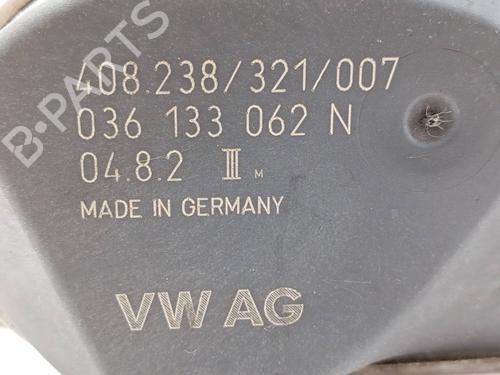 B-PARTS
408.238/321/007
036 133 062 N
04.8.2 III M
MADE IN GERMANY
VW AG